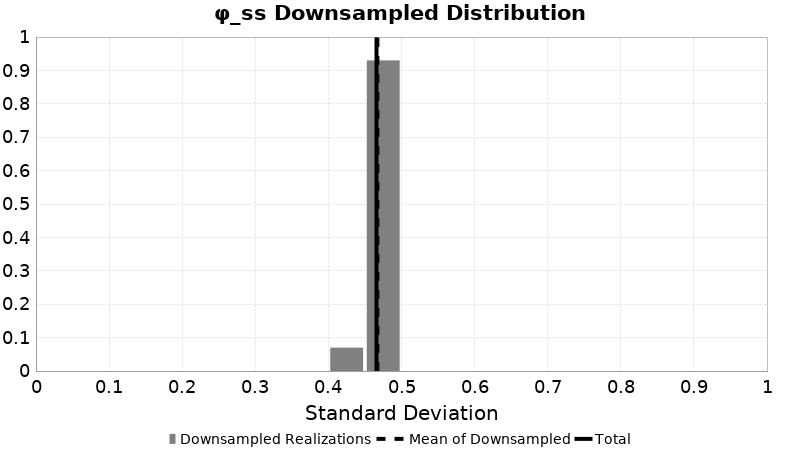 φ_ss Downsampled Distribution
1
0.9
0.8
0.7
0.6
0.5
0.4
0.3
0.2
0.1
0
0 0.1 0.2 0.3 0.4 0.5 0.6 0.7 0.8 0.9 1
Standard Deviation
Downsampled Realizations Mean of Downsampled Total